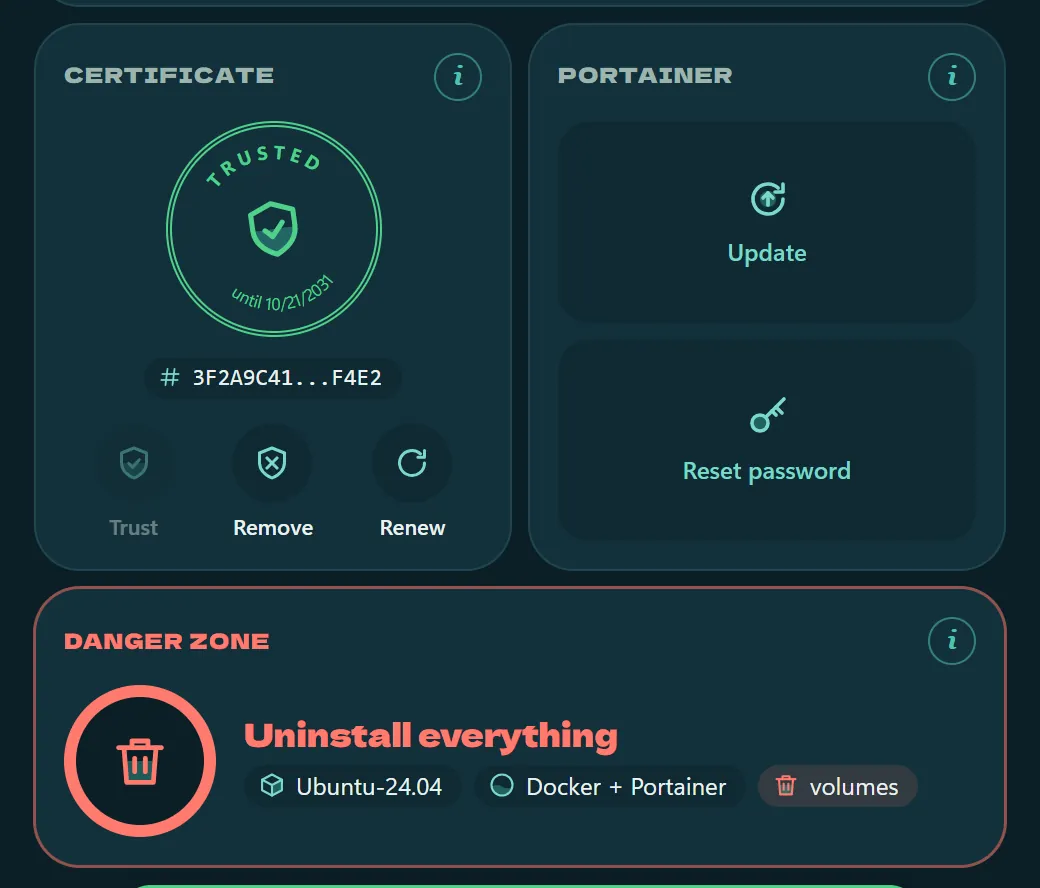 CERTIFICATE
i
TRUSTED
until 10/21/2031
# 3F2A9C41...F4E2
Trust
Remove
Renew
PORTAINER
i
Update
Reset password
DANGER ZONE
i
Uninstall everything
Ubuntu-24.04
Docker + Portainer
volumes